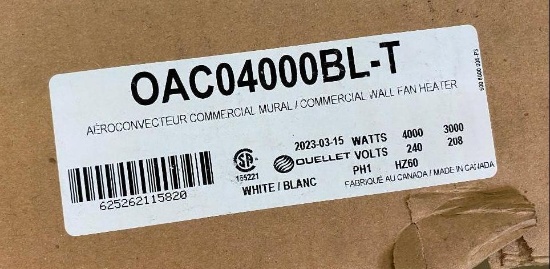 OAC04000BL-T
AÉROCONVECTEUR COMMERCIAL MURAL / COMMERCIAL WALL FAN HEATER
2023-03-15 WATTS 4000 3000
OUELLET VOLTS 240 208
PH1 HZ60
165221
WHITE / BLANC
FABRIQUÉ AU CANADA / MADE IN CANADA
625262115820